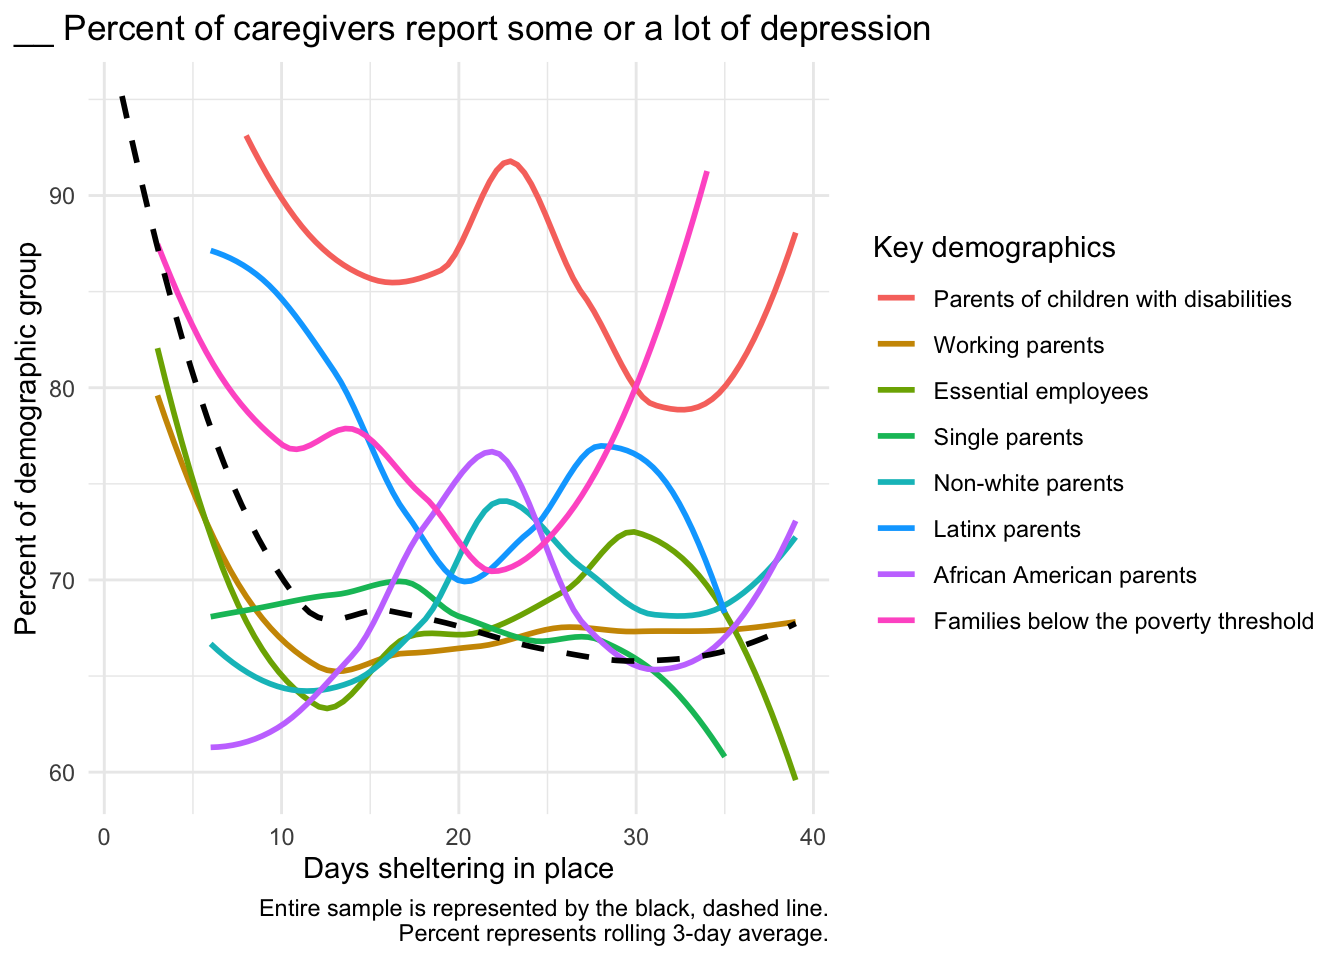 __ Percent of caregivers report some or a lot of depression
Percent of demographic group
90
80
70
60
0 10 20 30 40
Days sheltering in place
Entire sample is represented by the black, dashed line.
Percent represents rolling 3-day average.
Key demographics
Parents of children with disabilities
Working parents
Essential employees
Single parents
Non-white parents
Latinx parents
African American parents
Families below the poverty threshold